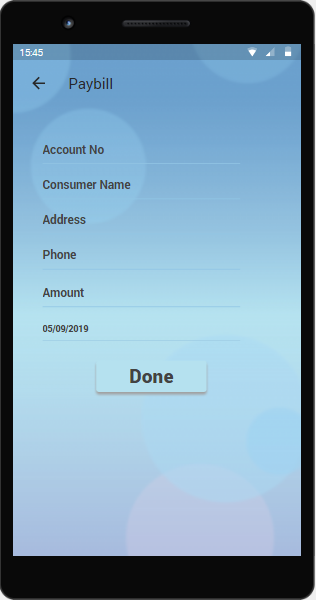 15:45
Paybill
Account No
Consumer Name
Address
Phone
Amount
05/09/2019
Done